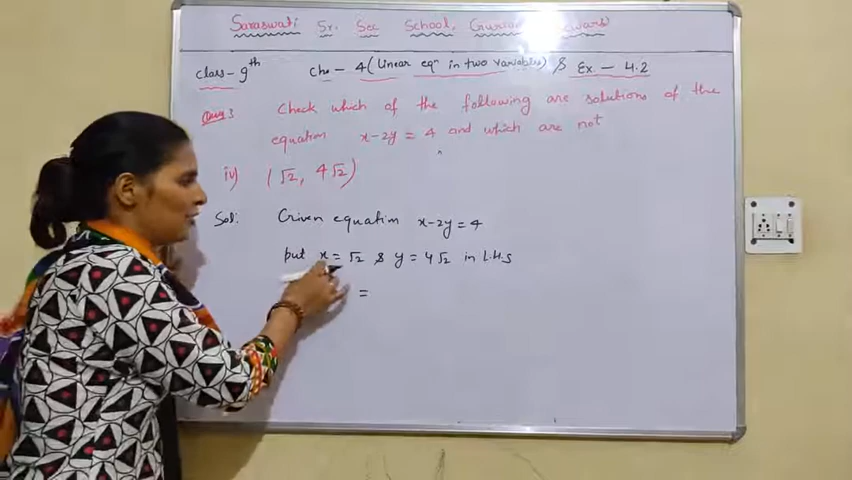 Saraswati Sr. Sec School,
Class- 9th Ch:- 4 (Linear eqn in two variables) & Ex.- 4.2
Ques 3 Check which of the following are solutions of the
equation x-2y = 4 and which are not
iv) (√2, 4√2)
Sol: Given equation x-2y = 4
put x = √2 & y = 4√2 in L.H.S
=